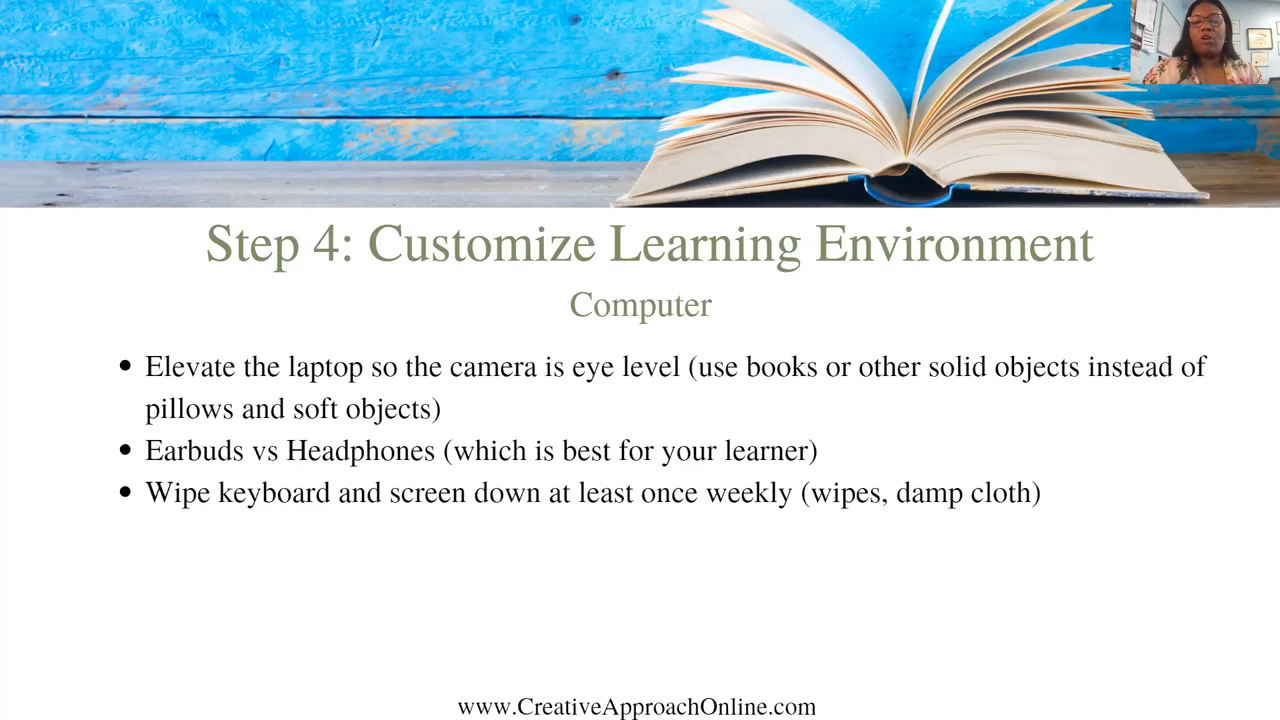 Step 4: Customize Learning Environment
Computer
• Elevate the laptop so the camera is eye level (use books or other solid objects instead of
pillows and soft objects)
• Earbuds vs Headphones (which is best for your learner)
• Wipe keyboard and screen down at least once weekly (wipes, damp cloth)
www.CreativeApproachOnline.com